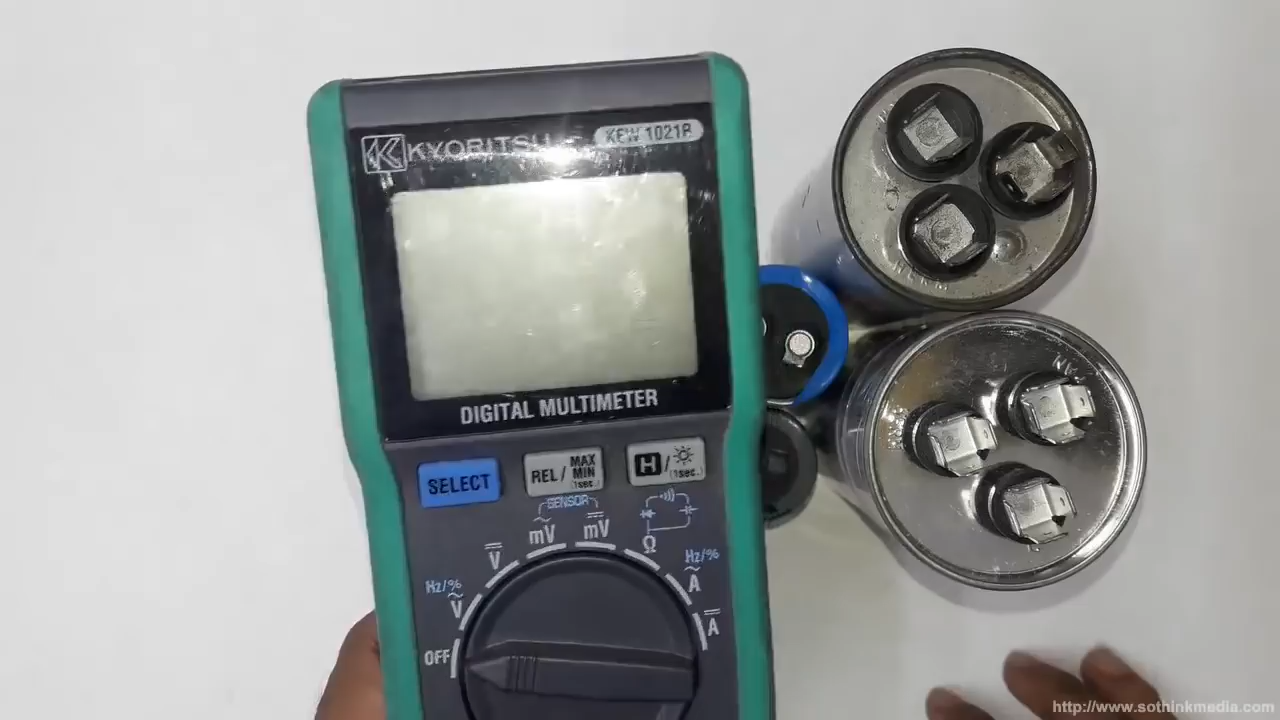 KYORITSU KEW 1021R
DIGITAL MULTIMETER
SELECT
REL/ MAX MIN (1sec.)
H/ (1sec.)
SENSOR
mV
mV
V
Ω
Hz/%
A
Hz/%
V
A
OFF
HERM
http://www.sothinkmedia.com